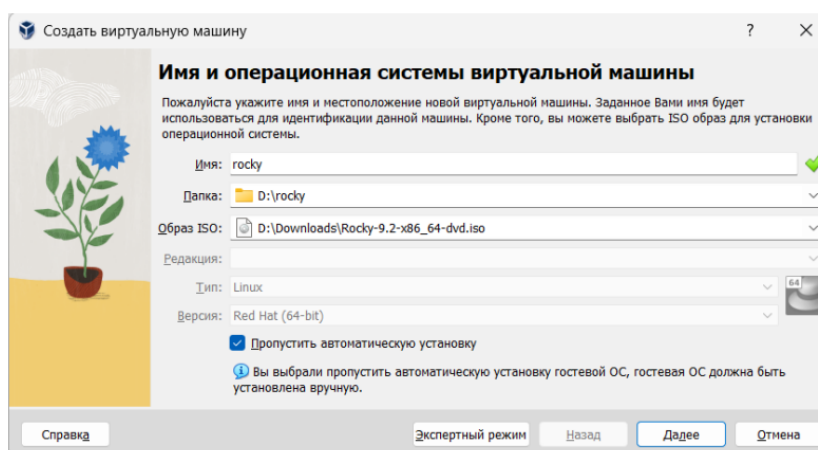 Создать виртуальную машину
?
Имя и операционная системы виртуальной машины
Пожалуйста укажите имя и местоположение новой виртуальной машины. Заданное Вами имя будет
использоваться для идентификации данной машины. Кроме того, вы можете выбрать ISO образ для установки
операционной системы.
Имя: rocky
Папка: D:\rocky
Образ ISO: D:\Downloads\Rocky-9.2-x86_64-dvd.iso
Редакция:
Тип: Linux 64
Версия: Red Hat (64-bit)
Пропустить автоматическую установку
Вы выбрали пропустить автоматическую установку гостевой ОС, гостевая ОС должна быть
установлена вручную.
Справка Экспертный режим Назад Далее Отмена